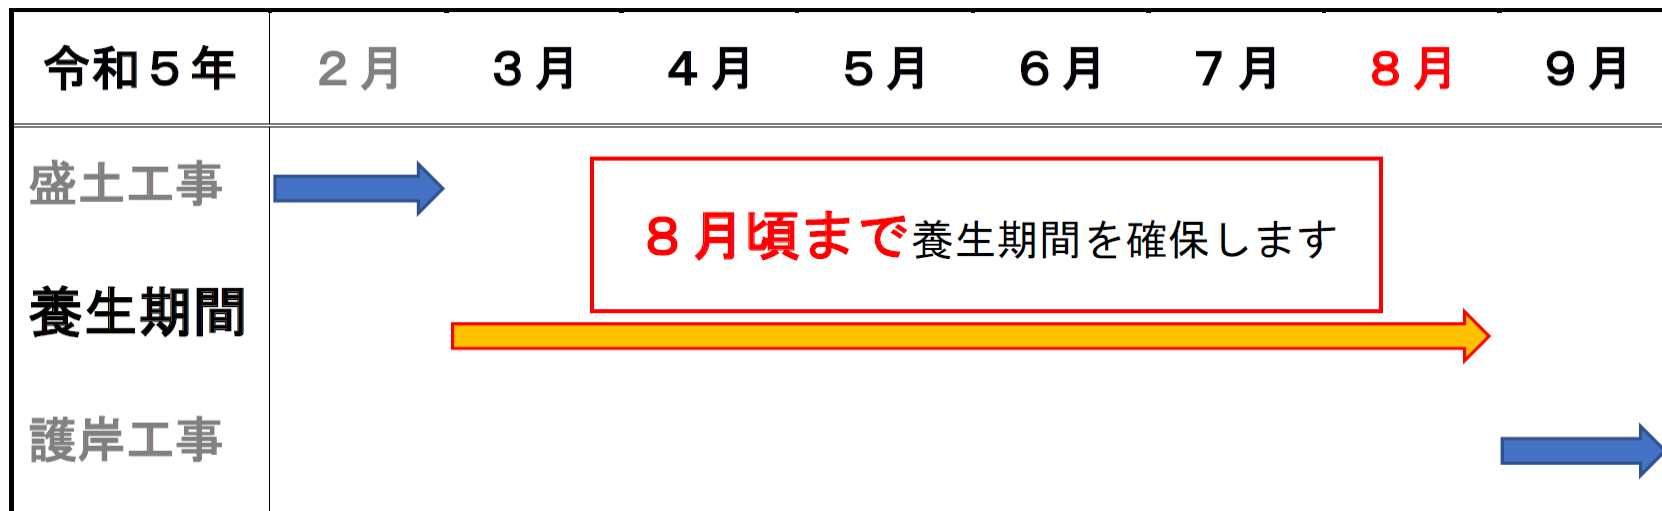 令和５年 ２月 ３月 ４月 ５月 ６月 ７月 ８月 ９月
盛土工事
８月頃まで養生期間を確保します
養生期間
護岸工事